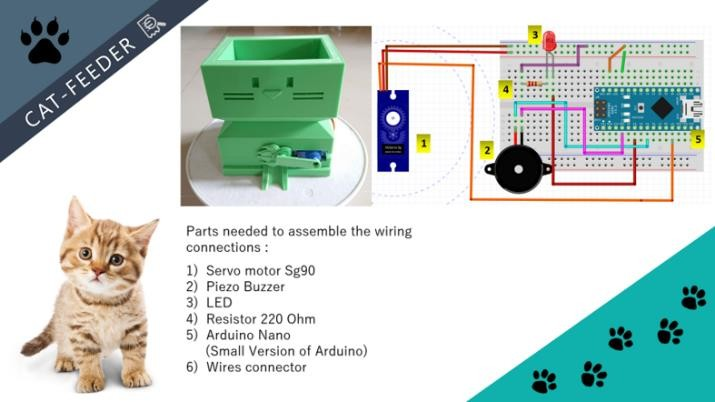 CAT-FEEDER
3
4
1
2
5
Parts needed to assemble the wiring
connections :
1) Servo motor Sg90
2) Piezo Buzzer
3) LED
4) Resistor 220 Ohm
5) Arduino Nano
(Small Version of Arduino)
6) Wires connector